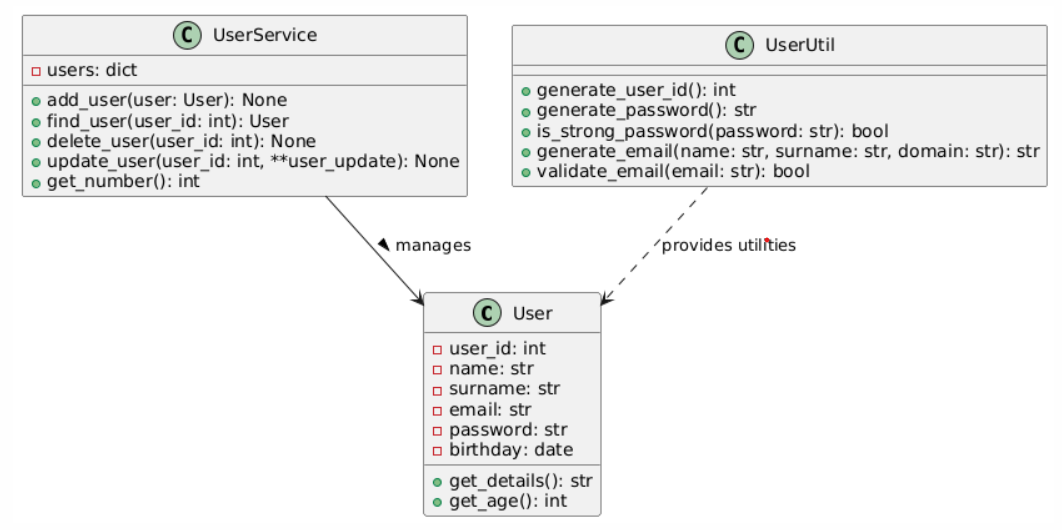 C UserService
users: dict
add_user(user: User): None
find_user(user_id: int): User
delete_user(user_id: int): None
update_user(user_id: int, **user_update): None
get_number(): int
C UserUtil
generate_user_id(): int
generate_password(): str
is_strong_password(password: str): bool
generate_email(name: str, surname: str, domain: str): str
validate_email(email: str): bool
manages
provides utilities
C User
user_id: int
name: str
surname: str
email: str
password: str
birthday: date
get_details(): str
get_age(): int